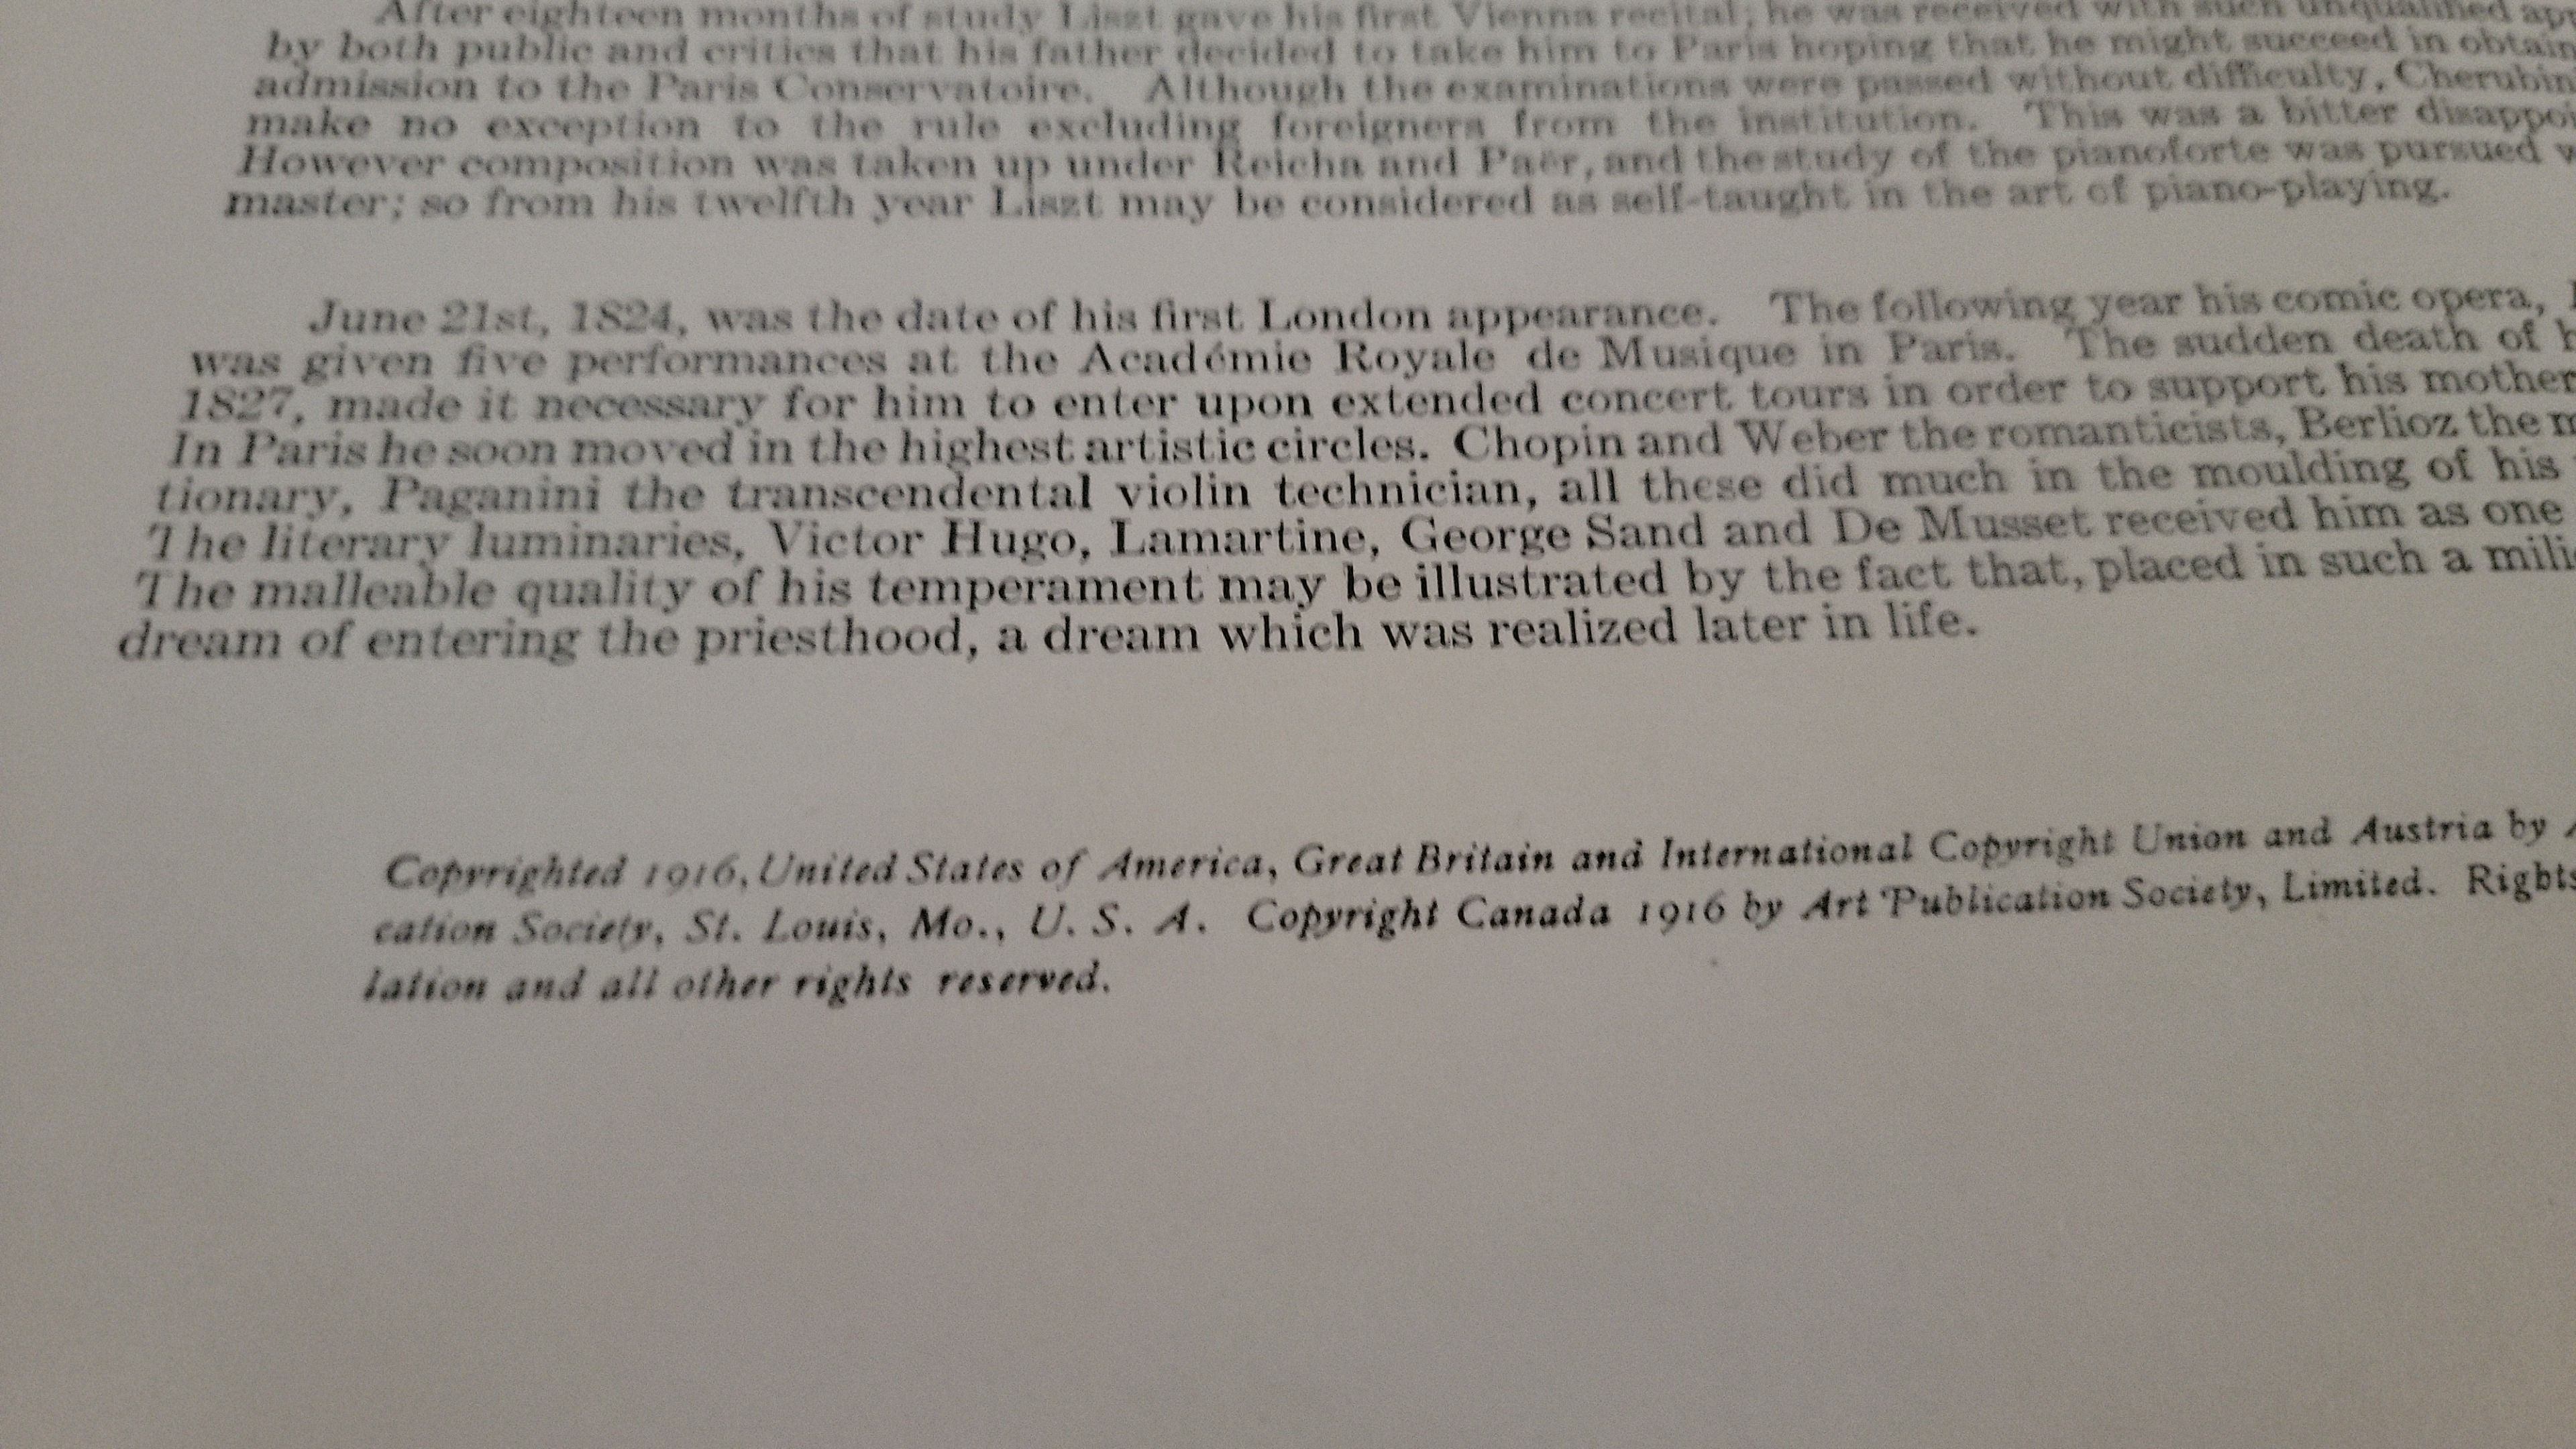 After eighteen months of study Liszt gave his first Vienna recital; he was received with such unqualified
by both public and critics that his father decided to take him to Paris hoping that he might succeed in
admission to the Paris Conservatoire. Although the examinations were passed without difficulty,
make no exception to the rule excluding foreigners from the institution. This was a bitter
However composition was taken up under Reicha and Paër, and the study of the pianoforte was pursued
master; so from his twelfth year Liszt may be considered as self-taught in the art of piano-playing.
June 21st, 1824, was the date of his first London appearance. The following year his comic opera,
was given five performances at the Académie Royale de Musique in Paris. The sudden death of
1827, made it necessary for him to enter upon extended concert tours in order to support his mother
In Paris he soon moved in the highest artistic circles. Chopin and Weber the romanticists, Berlioz the
tionary, Paganini the transcendental violin technician, all these did much in the moulding of his
The literary luminaries, Victor Hugo, Lamartine, George Sand and De Musset received him as one
The malleable quality of his temperament may be illustrated by the fact that, placed in such a
dream of entering the priesthood, a dream which was realized later in life.
Copyrighted 1916, United States of America, Great Britain and International Copyright Union and Austria by
cation Society, St. Louis, Mo., U. S. A. Copyright Canada 1916 by Art Publication Society, Limited. Rights
lation and all other rights reserved.